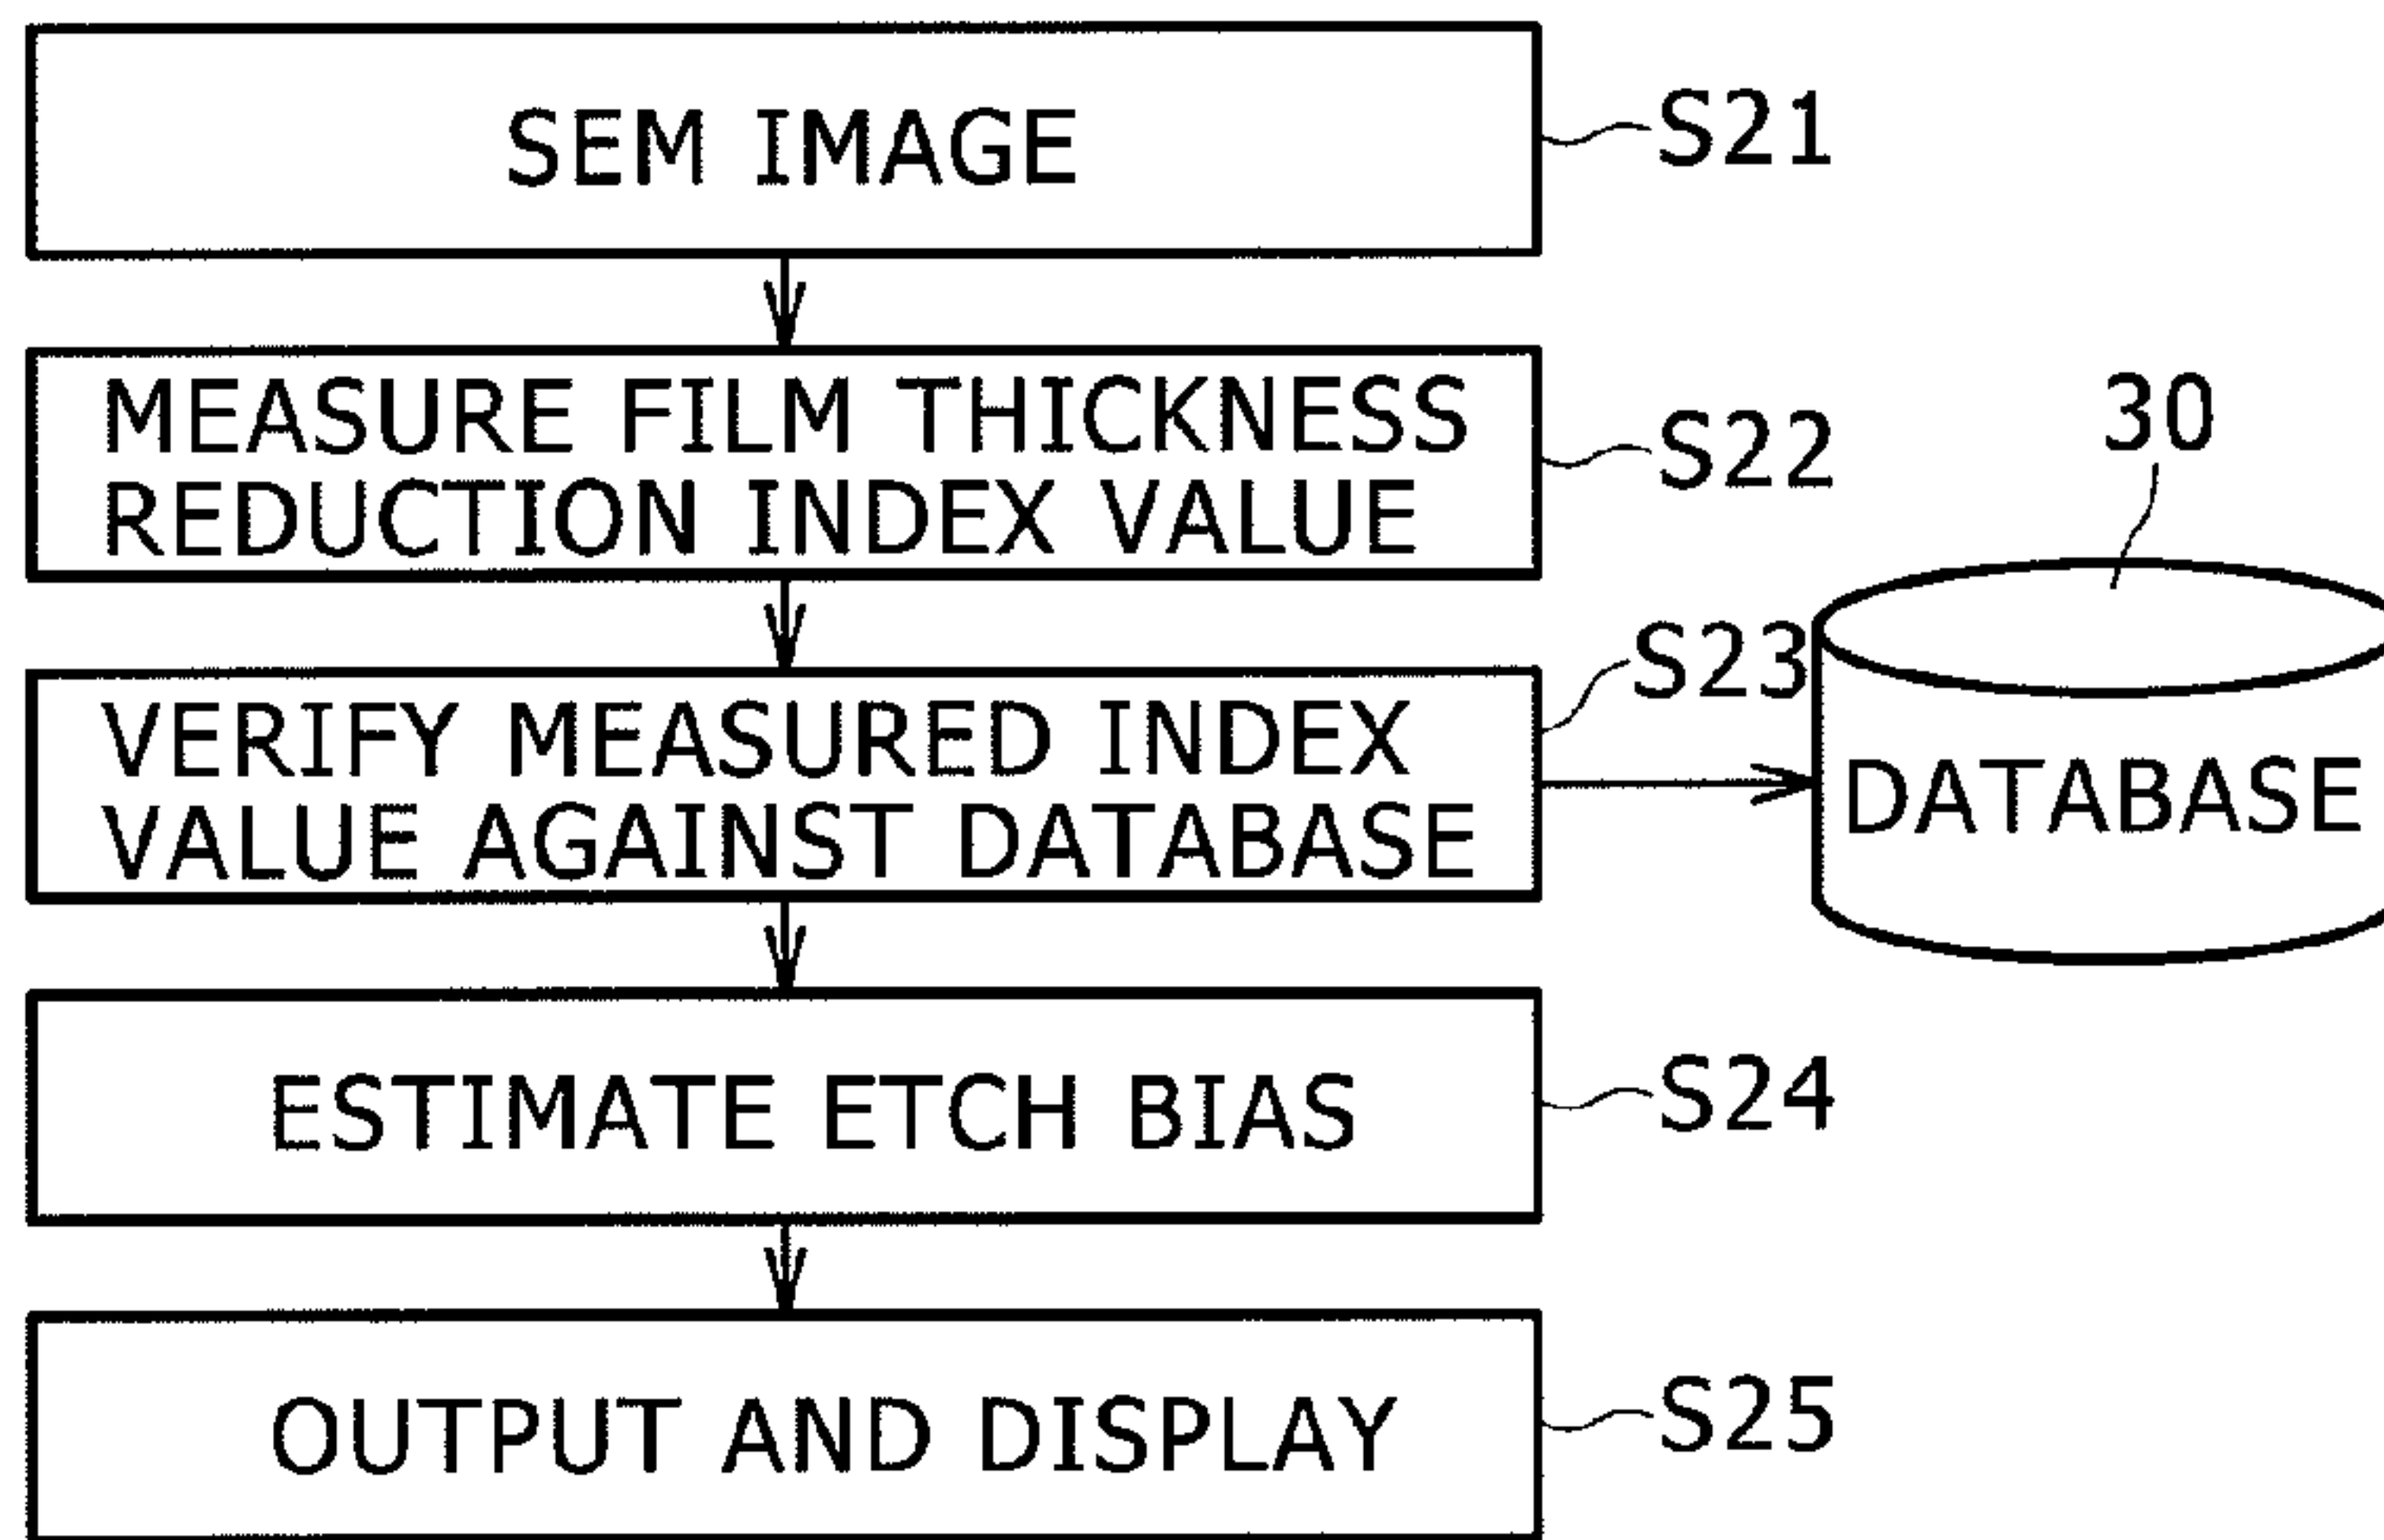 SEM IMAGE
S21
MEASURE FILM THICKNESS
REDUCTION INDEX VALUE
S22
30
VERIFY MEASURED INDEX
VALUE AGAINST DATABASE
S23
DATABASE
ESTIMATE ETCH BIAS
S24
OUTPUT AND DISPLAY
S25